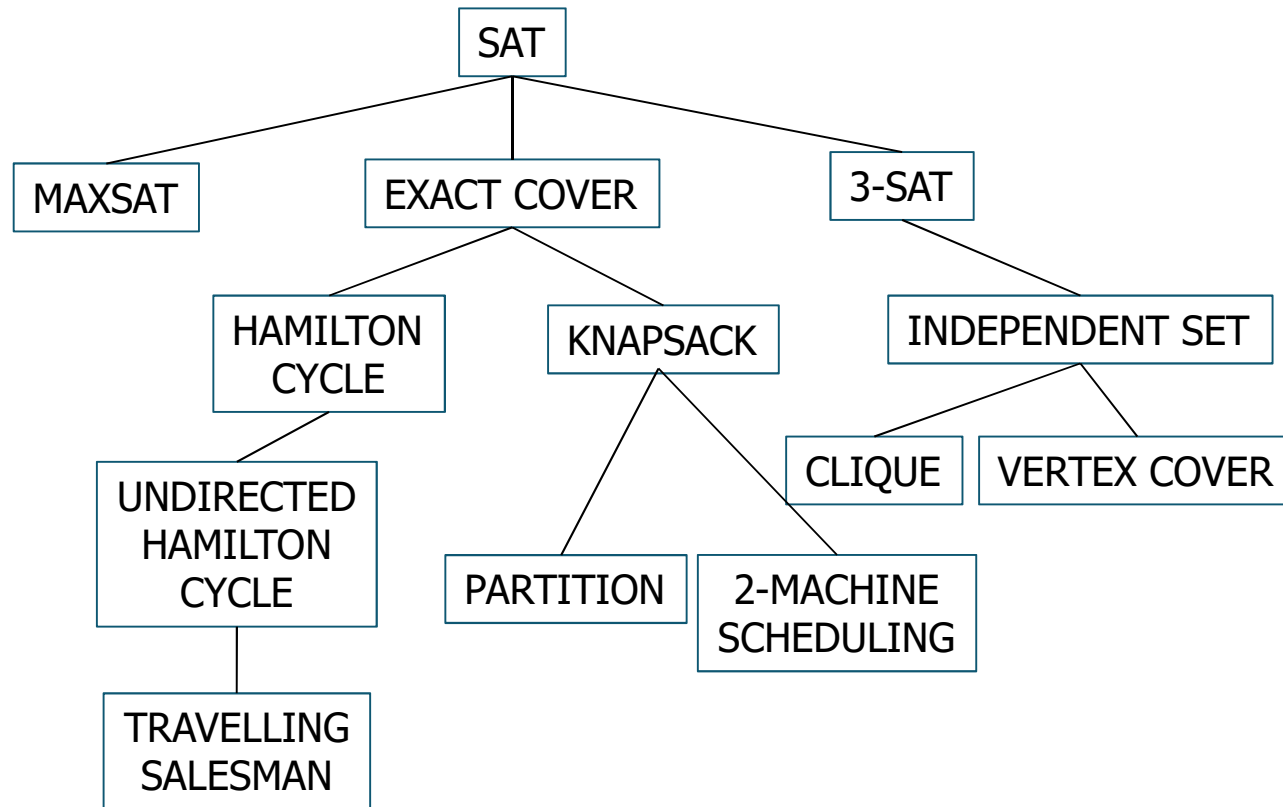 SAT
MAXSAT
EXACT COVER
3-SAT
HAMILTON
CYCLE
KNAPSACK
INDEPENDENT SET
UNDIRECTED
HAMILTON
CYCLE
CLIQUE
VERTEX COVER
PARTITION
2-MACHINE
SCHEDULING
TRAVELLING
SALESMAN